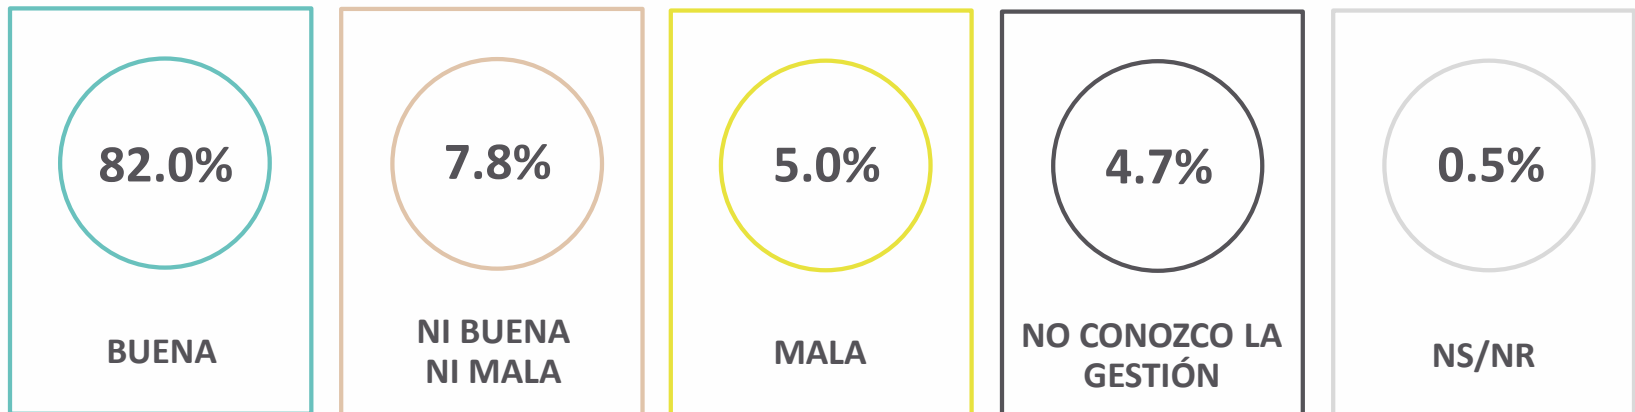 82.0%
BUENA
7.8%
NI BUENA
NI MALA
5.0%
MALA
4.7%
NO CONOZCO LA
GESTIÓN
0.5%
NS/NR